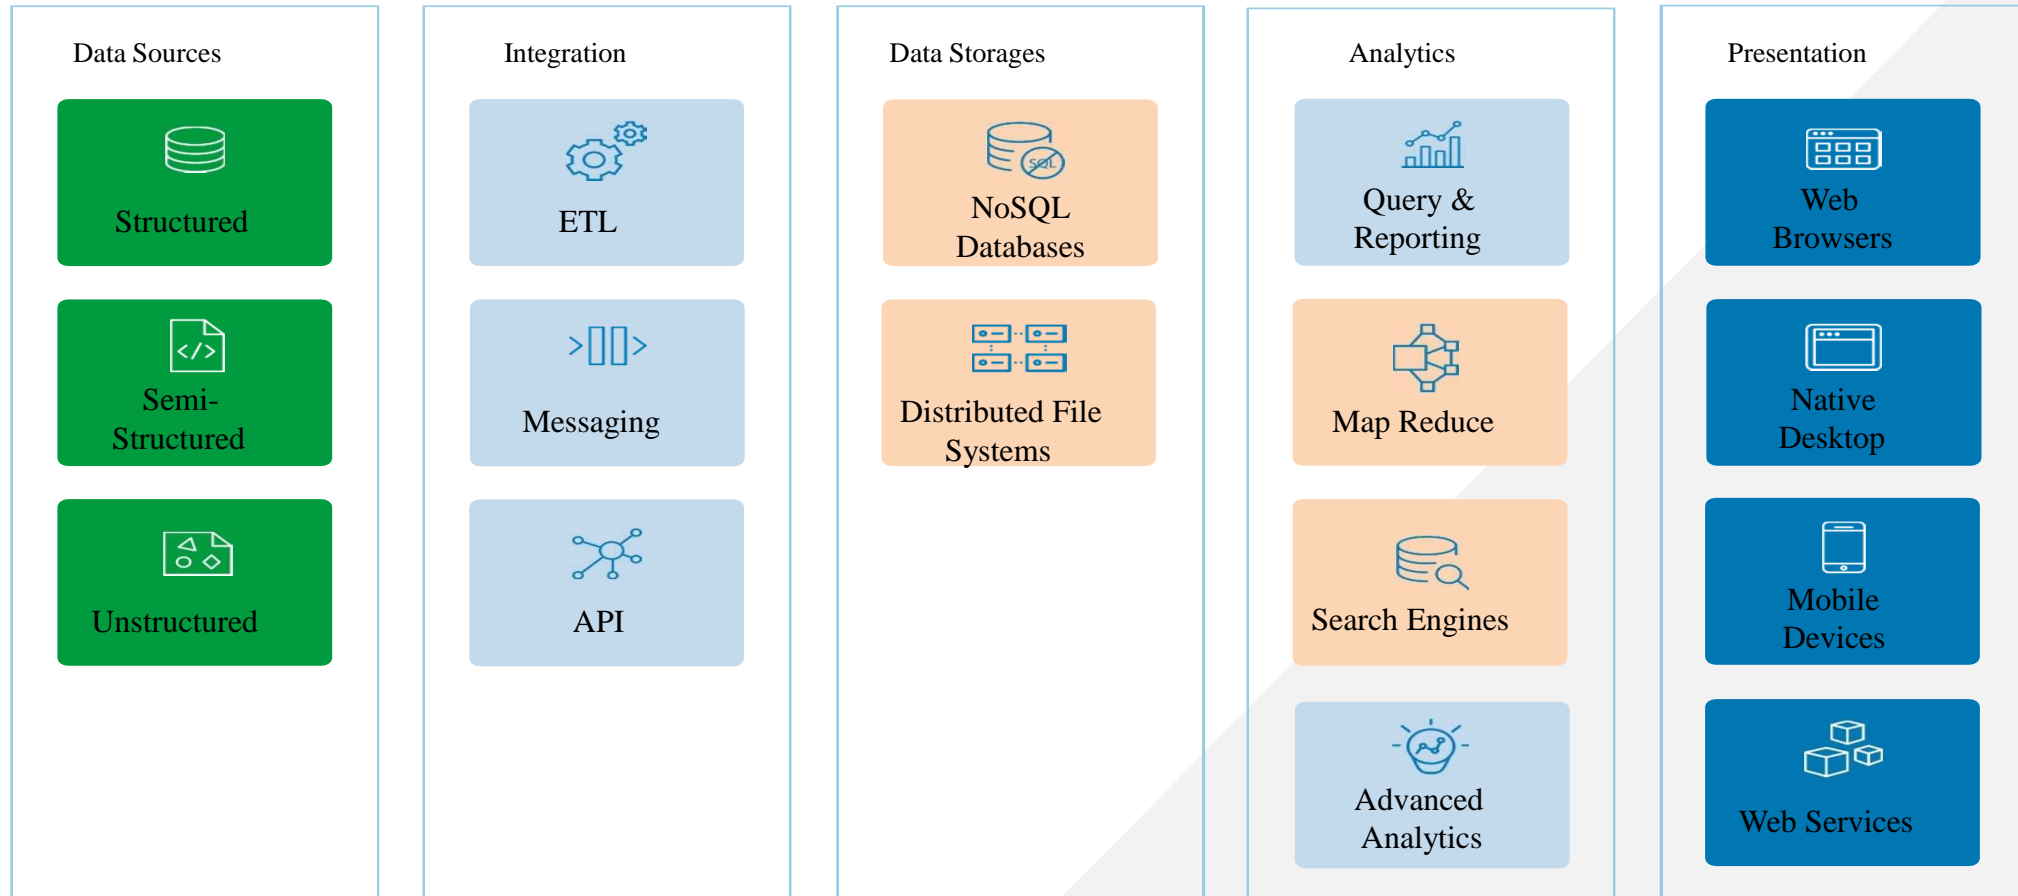 Data Sources
Structured
Semi-
Structured
Unstructured
Integration
ETL
Messaging
API
Data Storages
SQL
NoSQL
Databases
Distributed File
Systems
Analytics
Query &
Reporting
Map Reduce
Search Engines
Advanced
Analytics
Presentation
Web
Browsers
Native
Desktop
Mobile
Devices
Web Services